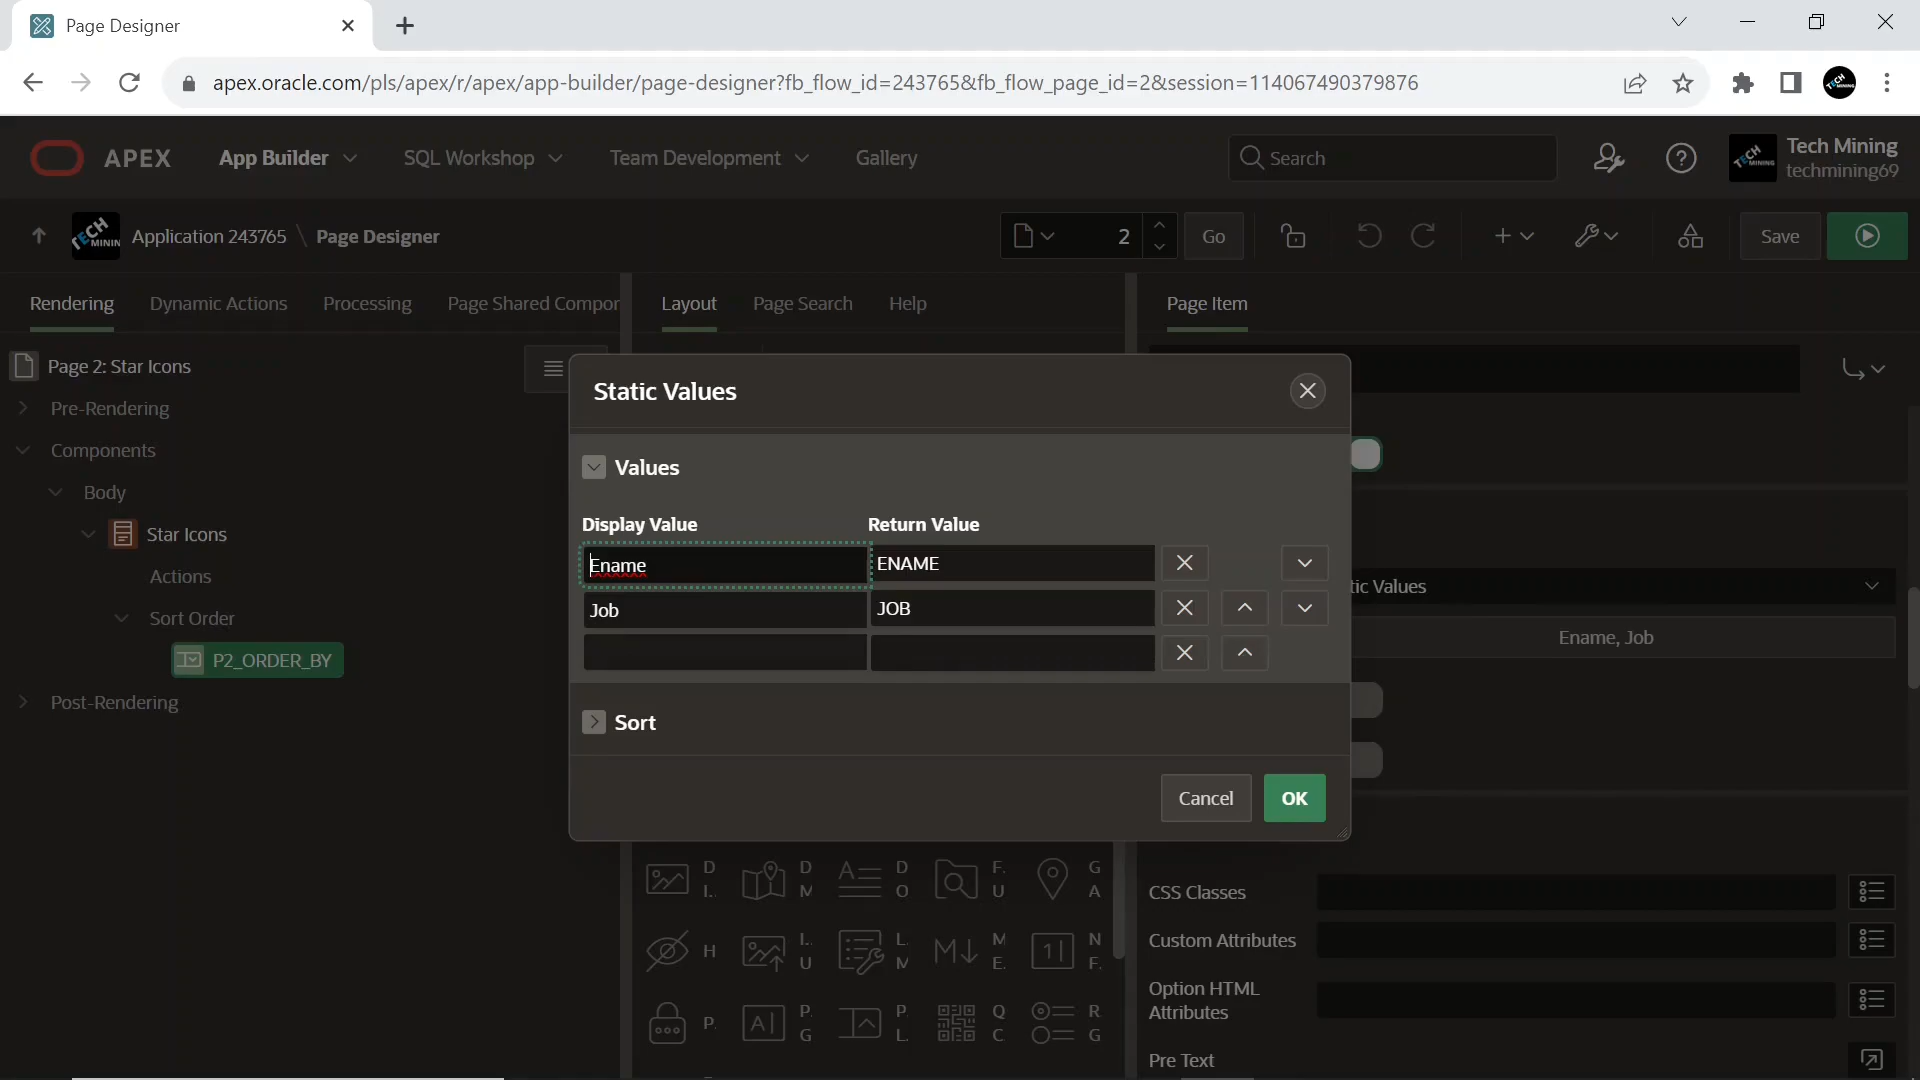 Page Designer
apex.oracle.com/pls/apex/r/apex/app-builder/page-designer?fb_flow_id=243765&fb_flow_page_id=2&session=114067490379876
APEX
App Builder
SQL Workshop
Team Development
Gallery
Search
TECH MINING
Tech Mining
techmining69
TECH
MININ
Application 243765 \ Page Designer
2
Go
Save
Rendering
Dynamic Actions
Processing
Page Shared Compor
Layout
Page Search
Help
Page Item
Page 2: Star Icons
Pre-Rendering
Components
Body
Star Icons
Actions
Sort Order
P2_ORDER_BY
Post-Rendering
Static Values
Values
Display Value
Return Value
Ename
ENAME
Job
JOB
Sort
Cancel
OK
tic Values
Ename, Job
D I..
D M
D O
F. U
G A
H
I.. U
L. M
M E.
N F.
P.
P. G
P. L.
Q C
R G
CSS Classes
Custom Attributes
Option HTML
Attributes
Pre Text